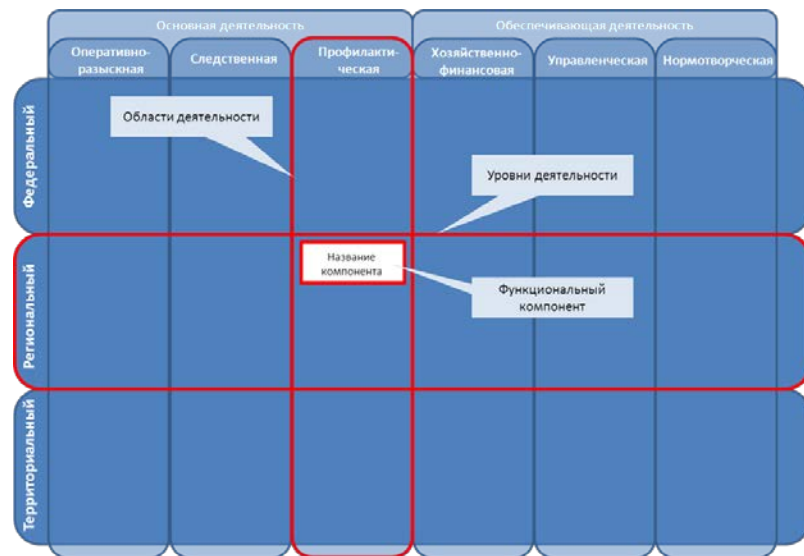 Основная деятельность
Обеспечивающая деятельность
Оперативно-
разыскная
Следственная
Профилакти-
ческая
Хозяйственно-
финансовая
Управленческая
Нормотворческая
Федеральный
Области деятельности
Уровни деятельности
Региональный
Название
компонента
Функциональный
компонент
Территориальный